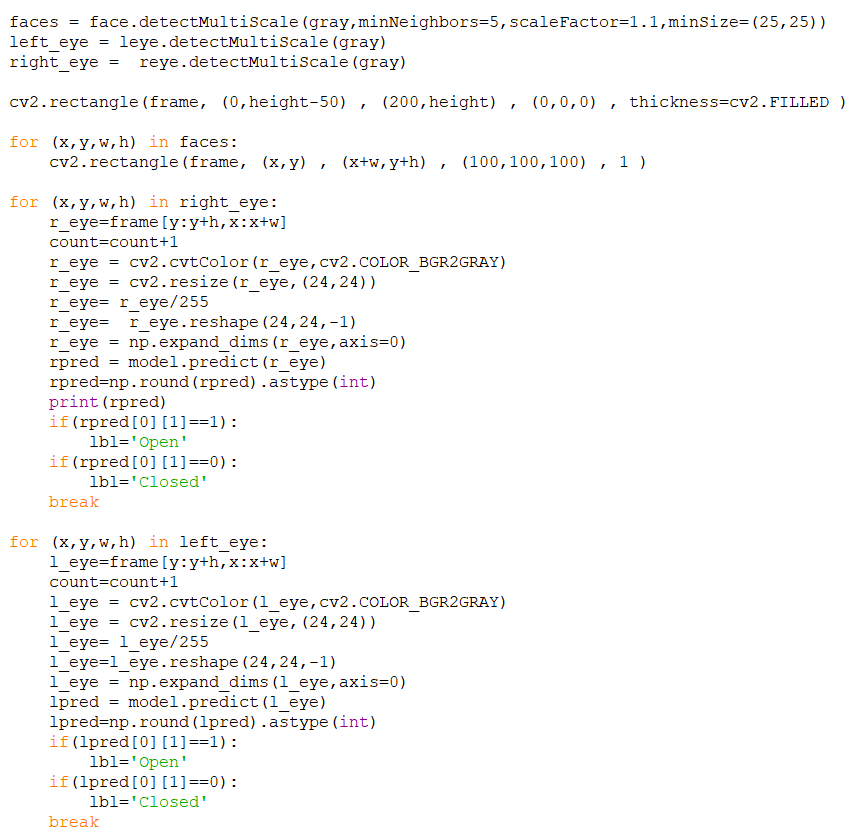 faces = face.detectMultiScale(gray,minNeighbors=5,scaleFactor=1.1,minSize=(25,25))
left_eye = leye.detectMultiScale(gray)
right_eye =  reye.detectMultiScale(gray)

cv2.rectangle(frame, (0,height-50) , (200,height) , (0,0,0) , thickness=cv2.FILLED )

for (x,y,w,h) in faces:
    cv2.rectangle(frame, (x,y) , (x+w,y+h) , (100,100,100) , 1 )

for (x,y,w,h) in right_eye:
    r_eye=frame[y:y+h,x:x+w]
    count=count+1
    r_eye = cv2.cvtColor(r_eye,cv2.COLOR_BGR2GRAY)
    r_eye = cv2.resize(r_eye,(24,24))
    r_eye= r_eye/255
    r_eye=  r_eye.reshape(24,24,-1)
    r_eye = np.expand_dims(r_eye,axis=0)
    rpred = model.predict(r_eye)
    rpred=np.round(rpred).astype(int)
    print(rpred)
    if(rpred[0][1]==1):
        lbl='Open'
    if(rpred[0][1]==0):
        lbl='Closed'
    break

for (x,y,w,h) in left_eye:
    l_eye=frame[y:y+h,x:x+w]
    count=count+1
    l_eye = cv2.cvtColor(l_eye,cv2.COLOR_BGR2GRAY)
    l_eye = cv2.resize(l_eye,(24,24))
    l_eye= l_eye/255
    l_eye=l_eye.reshape(24,24,-1)
    l_eye = np.expand_dims(l_eye,axis=0)
    lpred = model.predict(l_eye)
    lpred=np.round(lpred).astype(int)
    if(lpred[0][1]==1):
        lbl='Open'
    if(lpred[0][1]==0):
        lbl='Closed'
    break